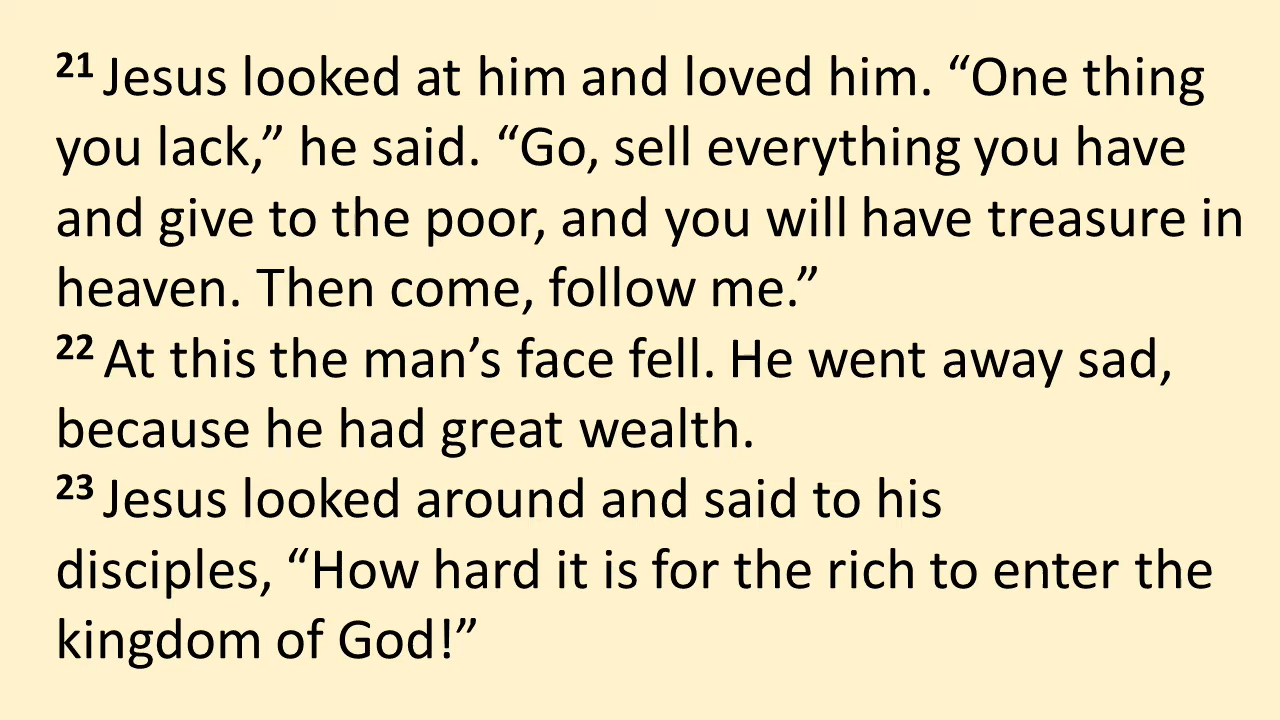 21 Jesus looked at him and loved him. “One thing
you lack,” he said. “Go, sell everything you have
and give to the poor, and you will have treasure in
heaven. Then come, follow me.”
22 At this the man’s face fell. He went away sad,
because he had great wealth.
23 Jesus looked around and said to his
disciples, “How hard it is for the rich to enter the
kingdom of God!”